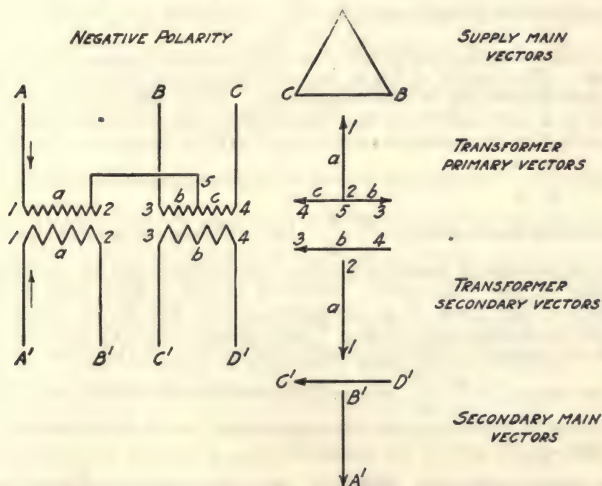 NEGATIVE POLARITY
SUPPLY MAIN
VECTORS
C B
A B C
1
TRANSFORMER
PRIMARY VECTORS
a
5
a b c
c 2 b
1 2 3 4
4 5 3
1 2 3 4
3 b 4
a b
2
TRANSFORMER
SECONDARY VECTORS
a
1
A' B' C' D'
C' D'
B'
SECONDARY MAIN
VECTORS
A'